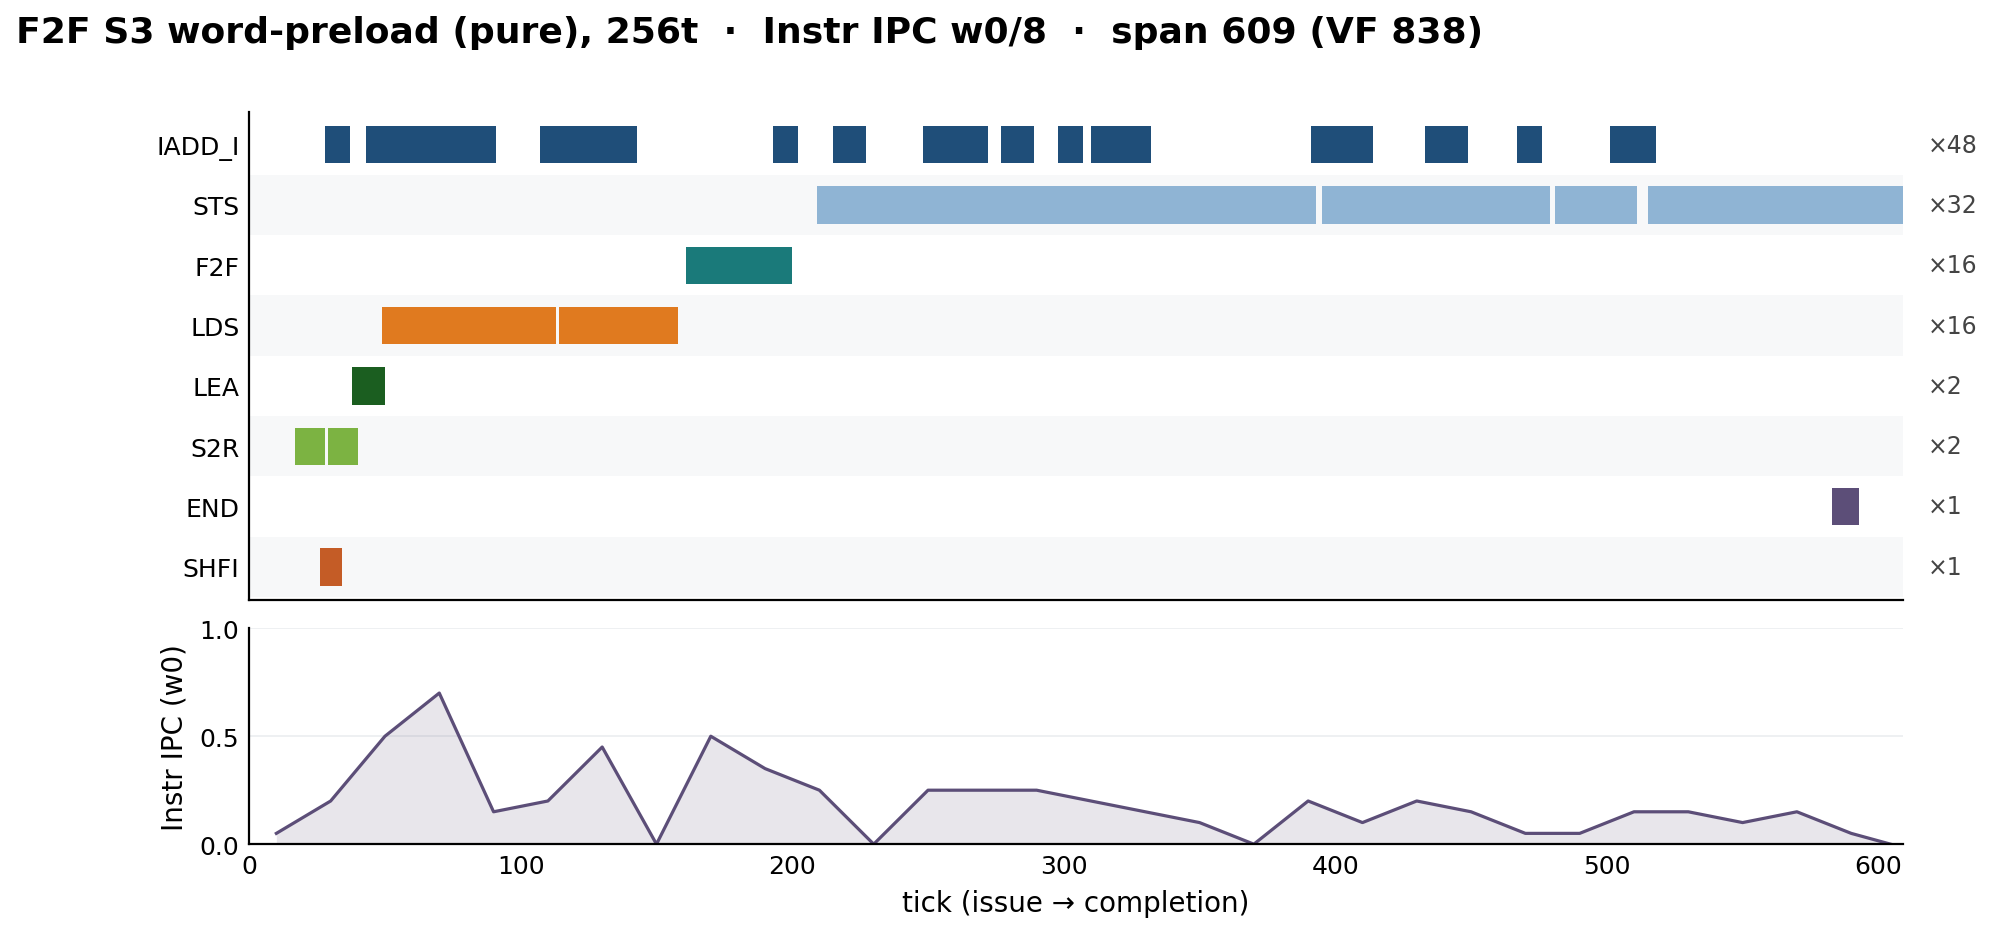 F2F S3 word-preload (pure), 256t · Instr IPC w0/8 · span 609 (VF 838)
IADD_I ×48
STS ×32
F2F ×16
LDS ×16
LEA ×2
S2R ×2
END ×1
SHFI ×1
Instr IPC (w0)
1.0
0.5
0.0
0 100 200 300 400 500 600
tick (issue → completion)